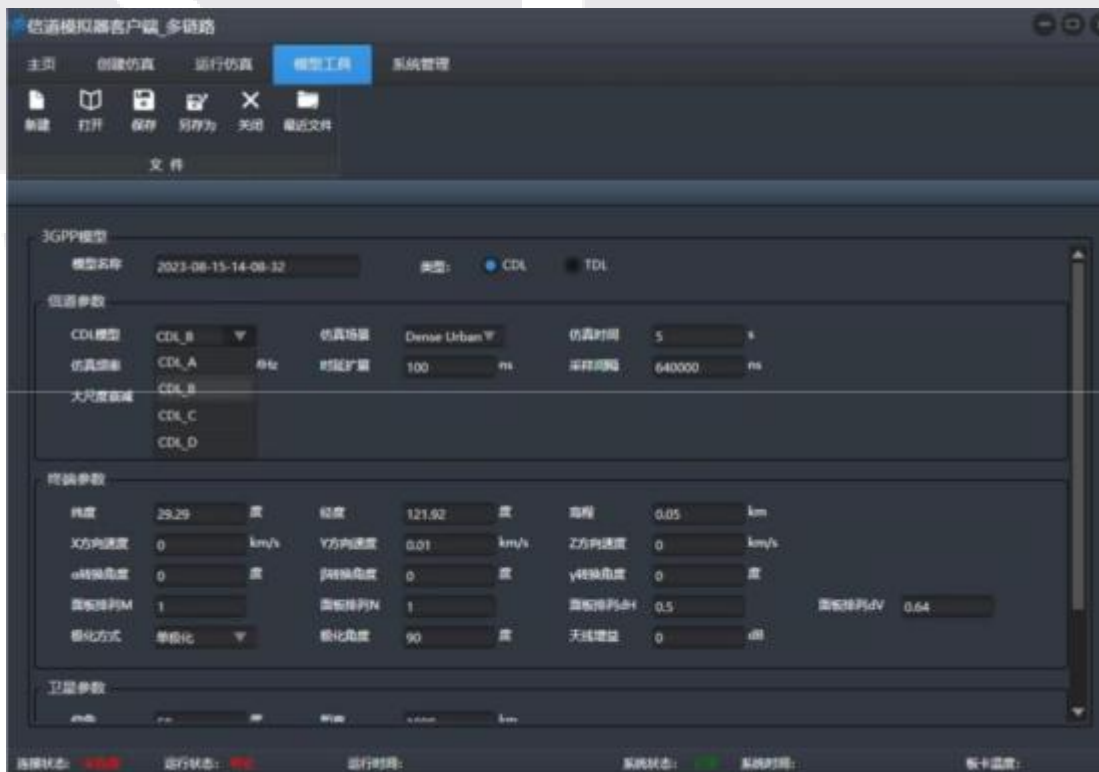 信道模拟器客户端_多链路
主页 创建仿真 运行仿真 模型工具 系统管理
新建 打开 保存 另存为 关闭 最近文件
文 件
3GPP模型
模型名称 2023-08-15-14-08-32 类型: CDL TDL
信道参数
CDL模型 CDL_B 仿真场景 Dense Urban 仿真时间 5 s
仿真频率 KHz 时延扩展 100 ns 采样间隔 640000 ns
CDL_A
大尺度衰减 CDL_B
CDL_C
CDL_D
终端参数
纬度 29.29 度 经度 121.92 度 高程 0.05 km
X方向速度 0 km/s Y方向速度 0.01 km/s Z方向速度 0 km/s
α转换角度 0 度 β转换角度 0 度 γ转换角度 0 度
面板排列M 1 面板排列N 1 面板排列dH 0.5 面板排列dV 0.64
极化方式 单极化 极化角度 90 度 天线增益 0 dB
卫星参数
km
连接状态: 运行状态: 运行时间: 系统状态: 系统时间: 板卡温度: